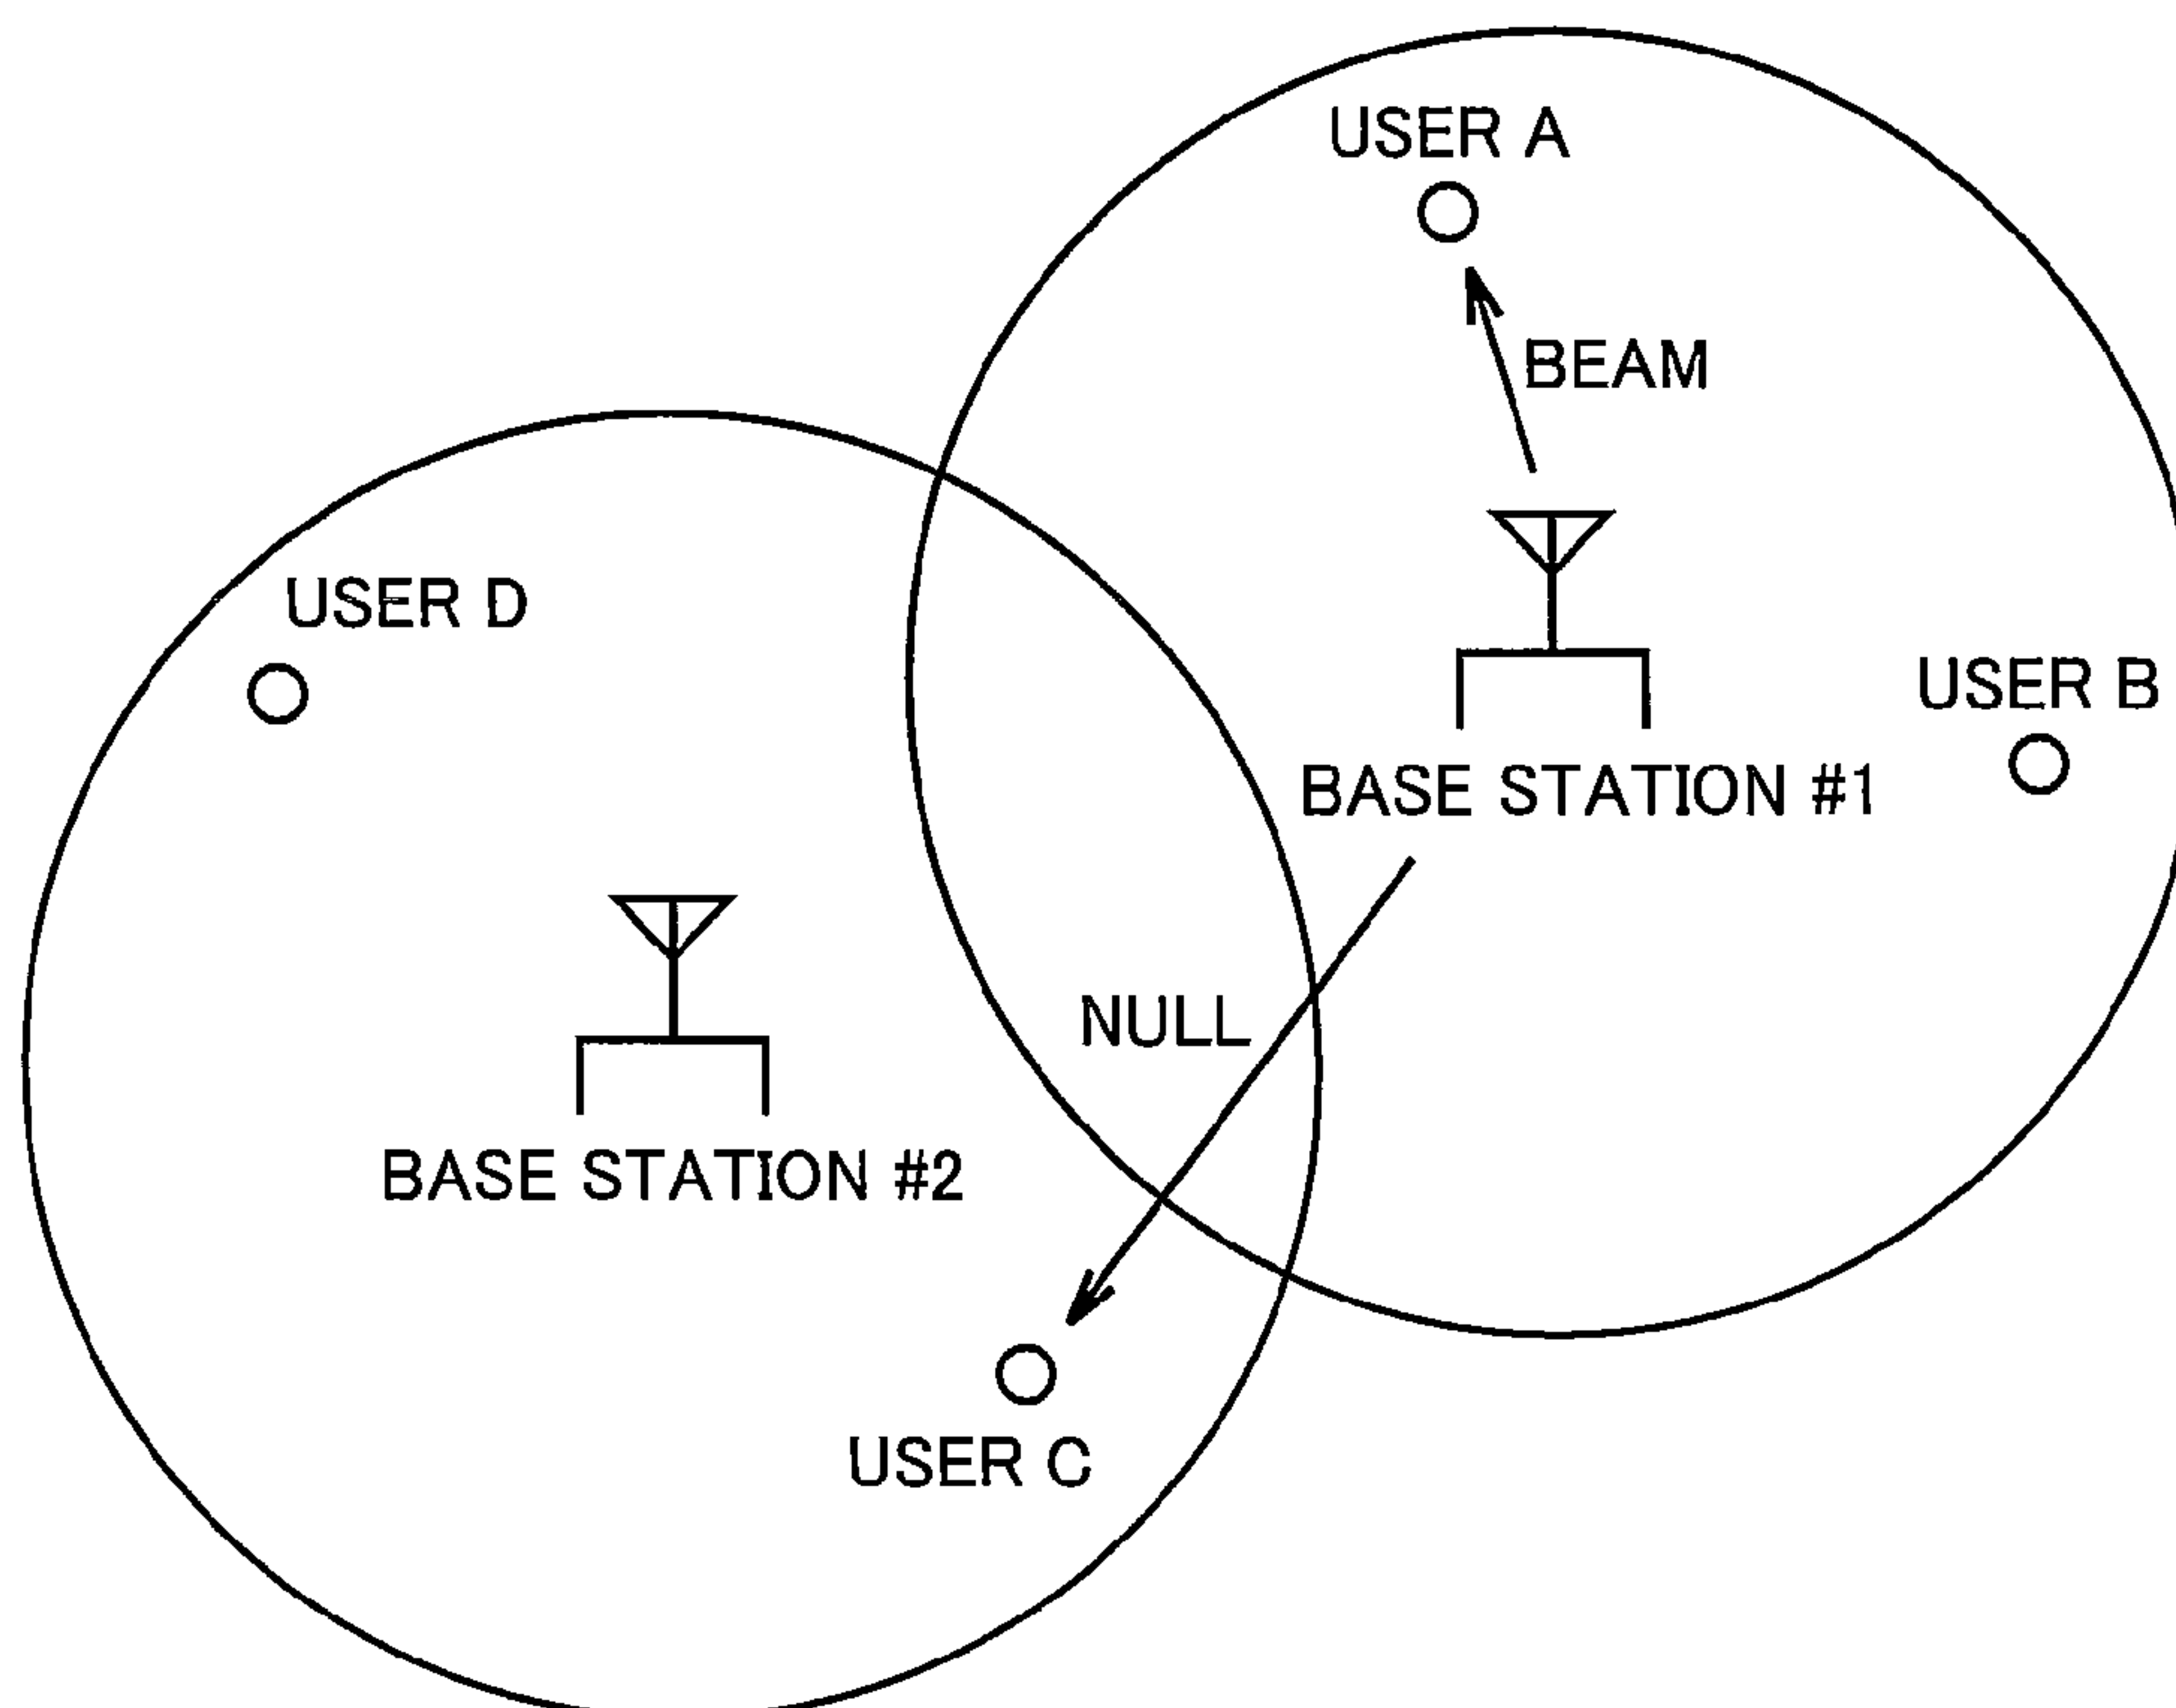 USER A
BEAM
USER D
USER B
BASE STATION #1
NULL
BASE STATION #2
USER C